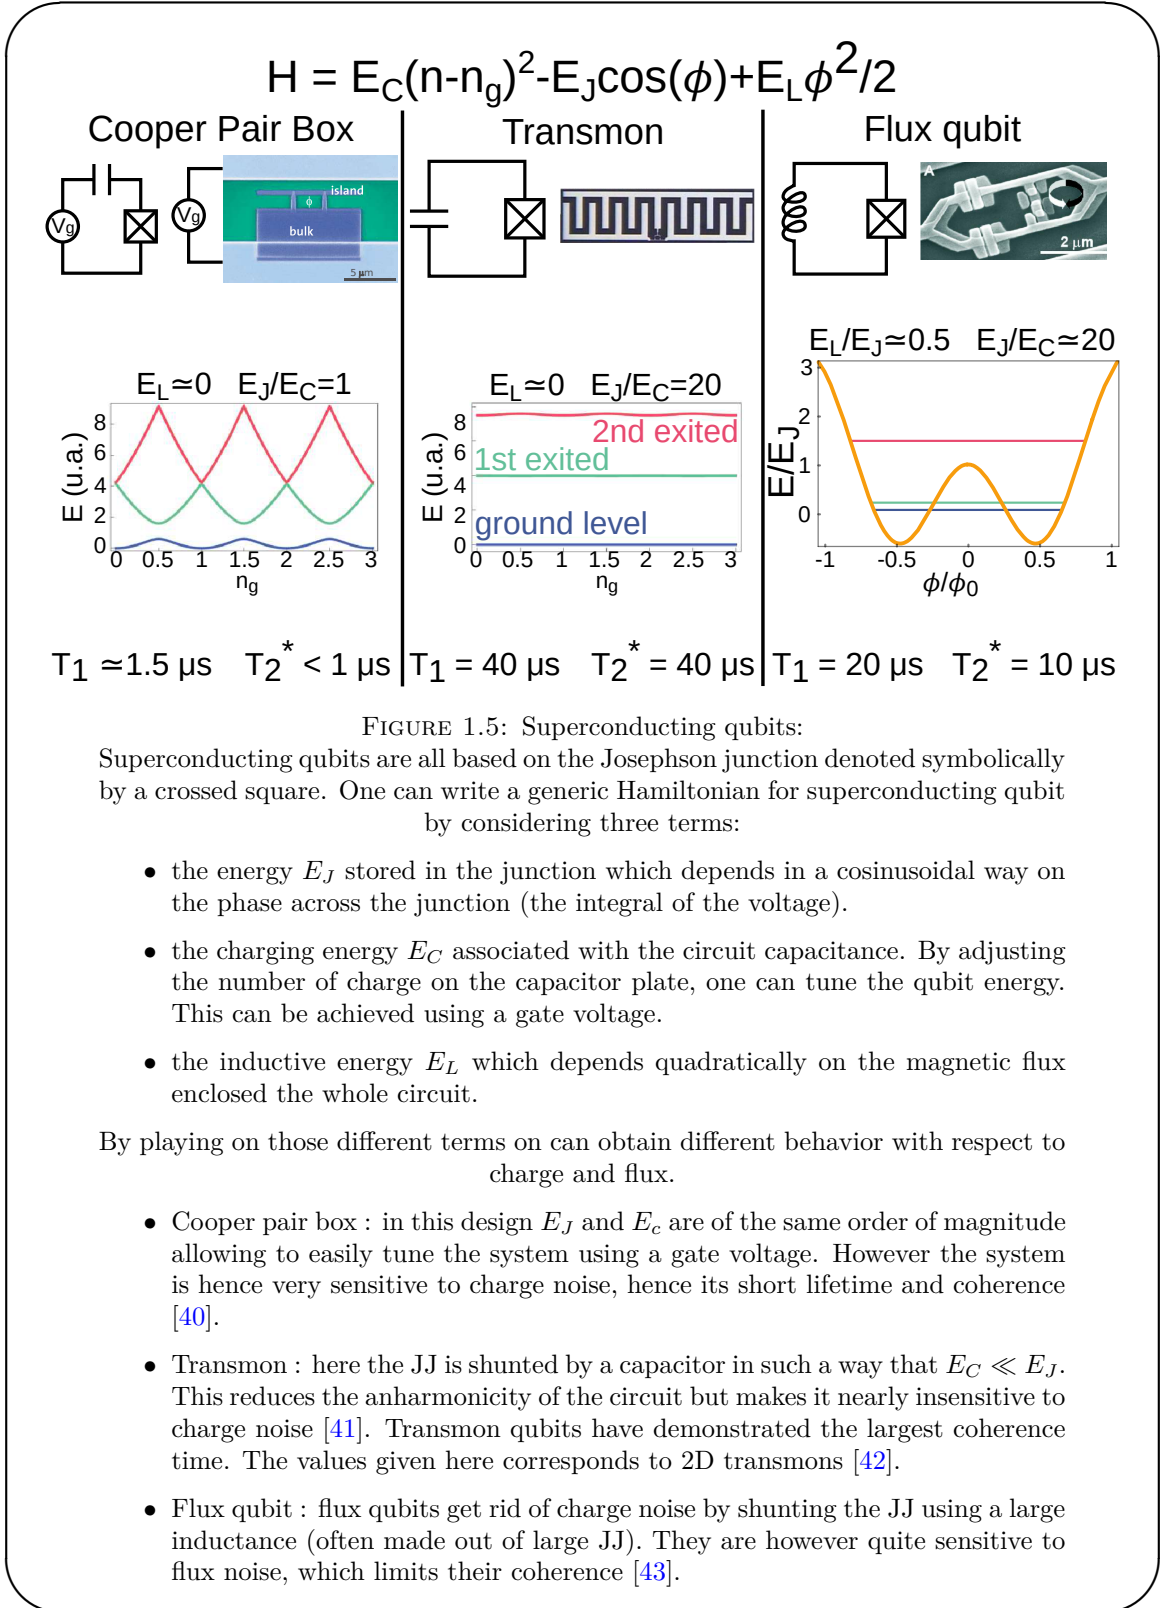 H = E_C(n-n_g)^2-E_Jcos(ϕ)+E_Lϕ^2/2
Cooper Pair Box
Transmon
Flux qubit
V_g
V_g
island
ϕ
bulk
5 μm
A
2 μm
E_L≃0 E_J/E_C=1
E (u.a.)
8
6
4
2
0
0 0.5 1 1.5 2 2.5 3
n_g
E_L≃0 E_J/E_C=20
E (u.a.)
8
6
4
2
0
2nd exited
1st exited
ground level
0 0.5 1 1.5 2 2.5 3
n_g
E_L/E_J≃0.5 E_J/E_C≃20
E/E_J
3
2
1
0
-1 -0.5 0 0.5 1
ϕ/ϕ_0
T_1 ≃1.5 μs T_2^* < 1 μs
T_1 = 40 μs T_2^* = 40 μs
T_1 = 20 μs T_2^* = 10 μs
FIGURE 1.5: Superconducting qubits:
Superconducting qubits are all based on the Josephson junction denoted symbolically
by a crossed square. One can write a generic Hamiltonian for superconducting qubit
by considering three terms:
• the energy E_J stored in the junction which depends in a cosinusoidal way on
the phase across the junction (the integral of the voltage).
• the charging energy E_C associated with the circuit capacitance. By adjusting
the number of charge on the capacitor plate, one can tune the qubit energy.
This can be achieved using a gate voltage.
• the inductive energy E_L which depends quadratically on the magnetic flux
enclosed the whole circuit.
By playing on those different terms on can obtain different behavior with respect to
charge and flux.
• Cooper pair box : in this design E_J and E_c are of the same order of magnitude
allowing to easily tune the system using a gate voltage. However the system
is hence very sensitive to charge noise, hence its short lifetime and coherence
[40].
• Transmon : here the JJ is shunted by a capacitor in such a way that E_C ≪ E_J.
This reduces the anharmonicity of the circuit but makes it nearly insensitive to
charge noise [41]. Transmon qubits have demonstrated the largest coherence
time. The values given here corresponds to 2D transmons [42].
• Flux qubit : flux qubits get rid of charge noise by shunting the JJ using a large
inductance (often made out of large JJ). They are however quite sensitive to
flux noise, which limits their coherence [43].